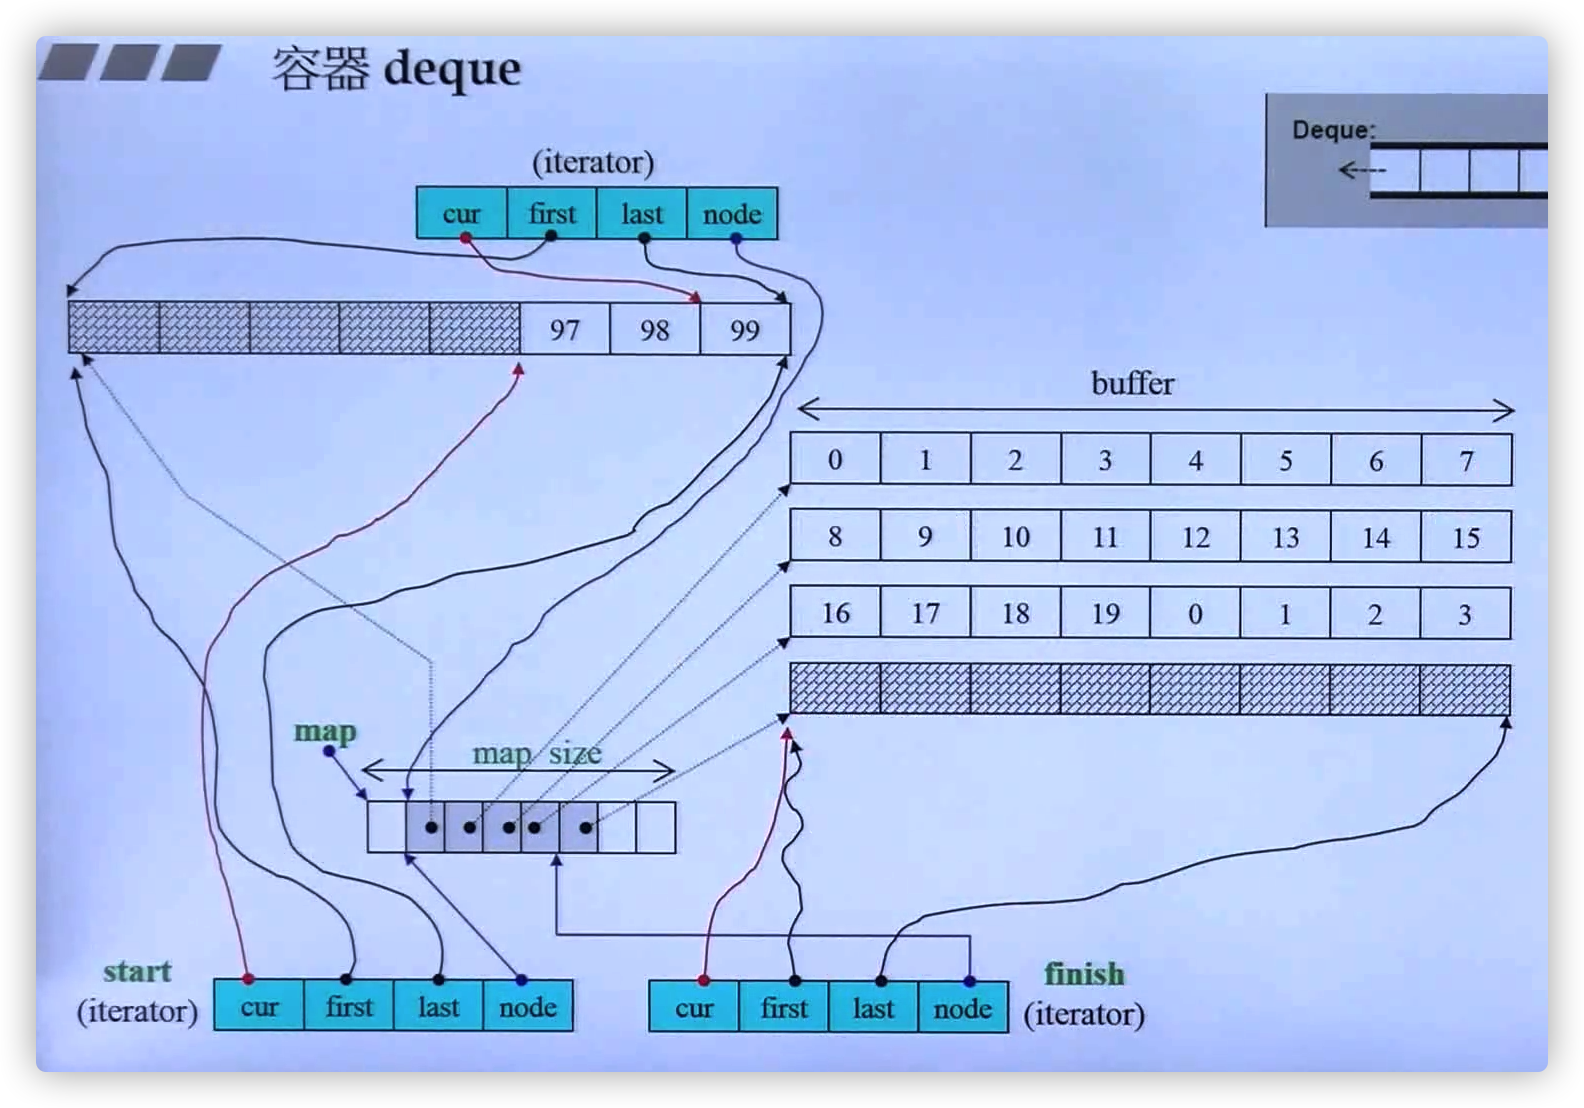 容器 deque
Deque:
(iterator)
cur first last node
97 98 99
buffer
0 1 2 3 4 5 6 7
8 9 10 11 12 13 14 15
16 17 18 19 0 1 2 3
map
map_size
start
(iterator)
cur first last node
cur first last node
finish
(iterator)